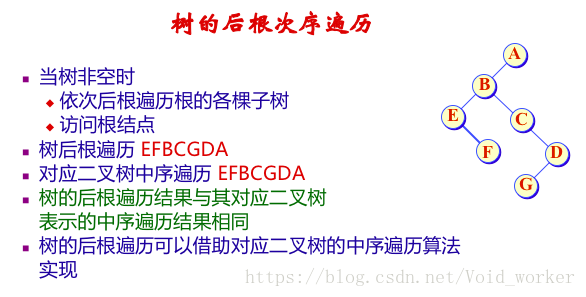 树的后根次序遍历
当树非空时
依次后根遍历根的各棵子树
访问根结点
树后根遍历 EFBCGDA
对应二叉树中序遍历 EFBCGDA
树的后根遍历结果与其对应二叉树
表示的中序遍历结果相同
树的后根遍历可以借助对应二叉树的中序遍历算法
实现
A
B
E
C
F
D
G
https://blog.csdn.net/Void_worker